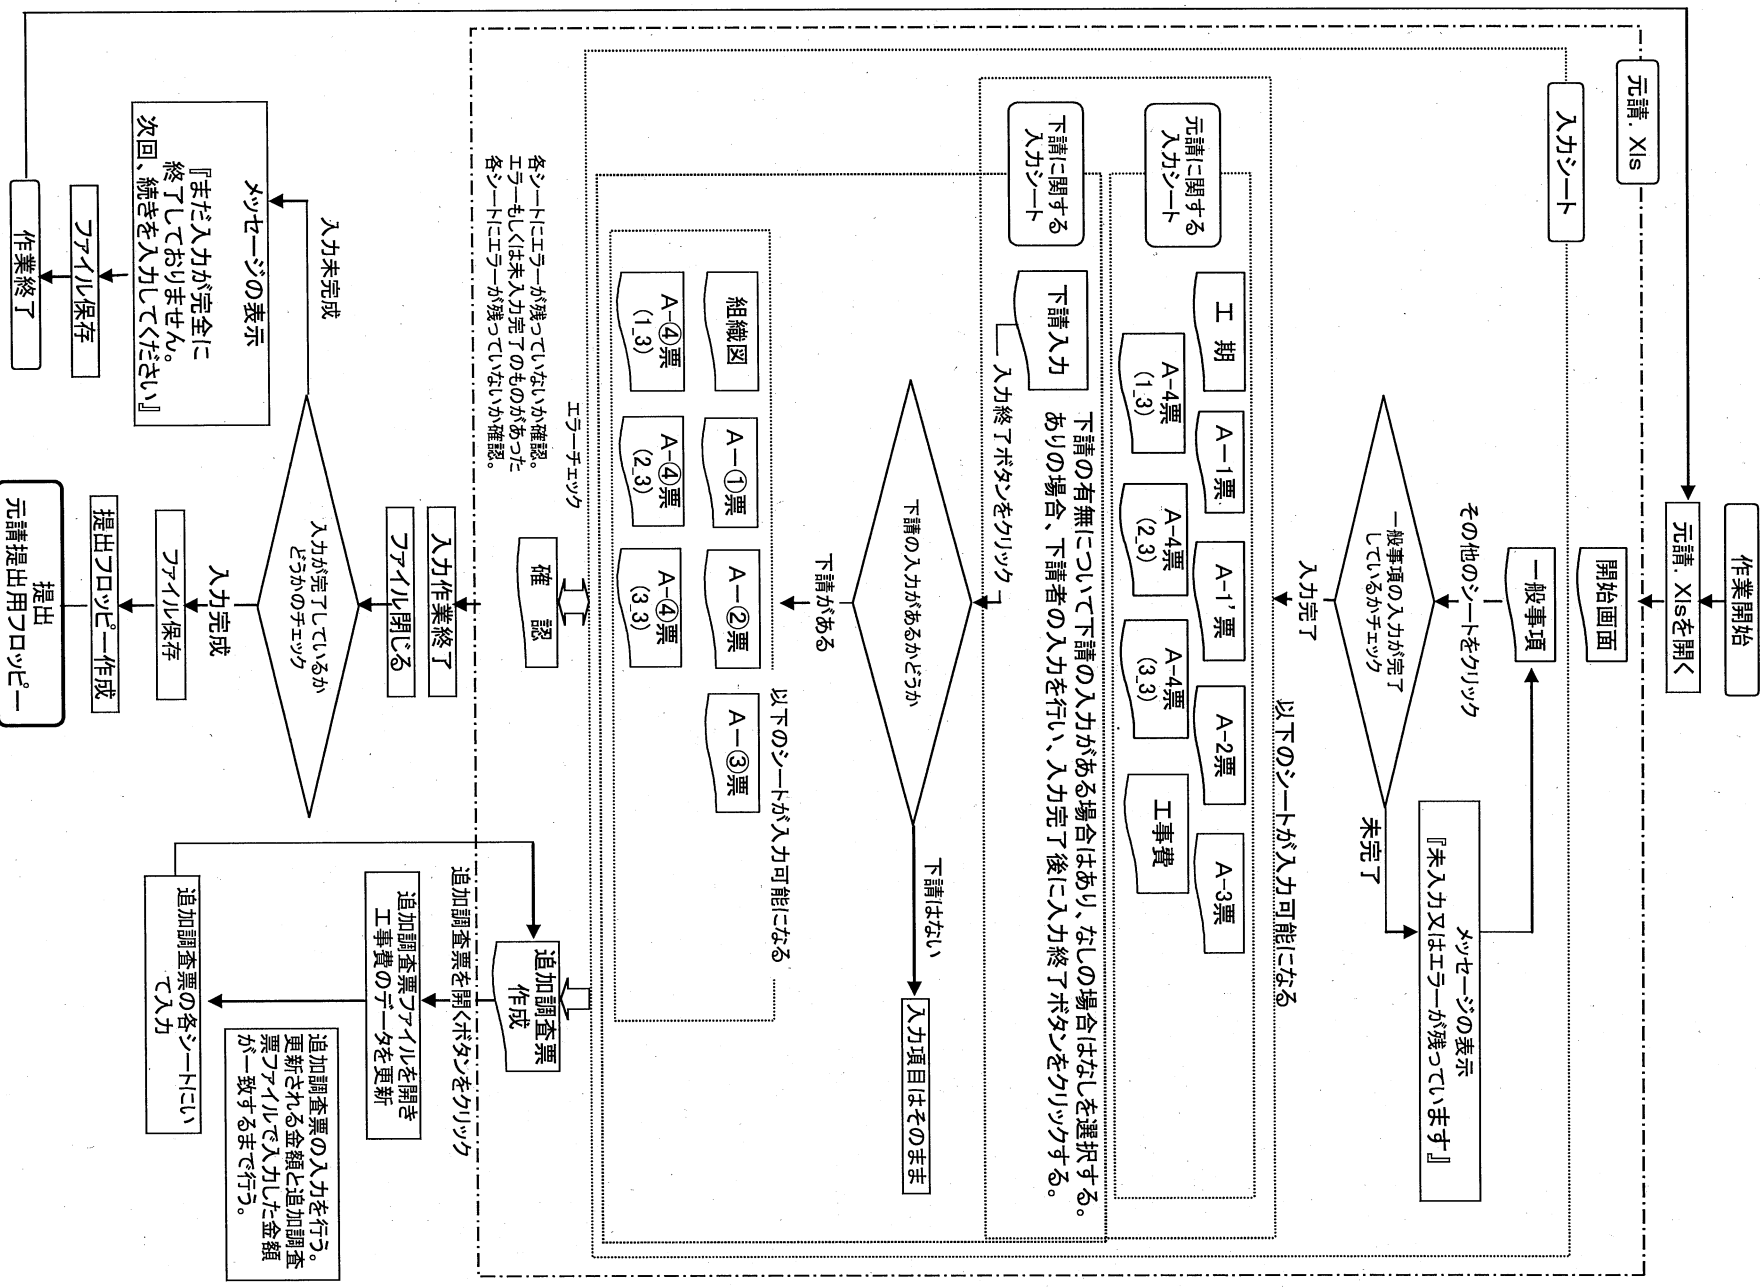 作業開始
元請. Xlsを開く
元請. Xls
開始画面
入力シート
一般事項
その他のシートをクリック
一般事項の入力が完了
しているかチェック
未完了
メッセージの表示
『未入力又はエラーが残っています』
入力完了
以下のシートが入力可能になる
元請に関する
入力シート
工 期
A-1票
A-1'票
A-2票
A-3票
A-4票
(1_3)
A-4票
(2_3)
A-4票
(3_3)
工事費
下請に関する
入力シート
下請入力
下請の有無について下請の入力がある場合はあり、なしの場合はなしを選択する。
ありの場合、下請者の入力を行い、入力完了後に入力終了ボタンをクリックする。
入力終了ボタンをクリック
下請の入力があるかどうか
下請はない
入力項目はそのまま
下請がある
以下のシートが入力可能になる
組織図
A-①票
A-②票
A-③票
A-④票
(1_3)
A-④票
(2_3)
A-④票
(3_3)
エラーチェック
各シートにエラーが残っていないか確認。
エラーもしくは未入力完了のものがあった
各シートにエラーが残っていないか確認。
確 認
追加調査票
作成
追加調査票を開くボタンをクリック
追加調査票ファイルを開き
工事費のデータを更新
追加調査票の各シートにい
て入力
追加調査票の入力を行う。
更新される金額と追加調査
票ファイルで入力した金額
が一致するまで行う。
入力作業終了
ファイル閉じる
入力が完了しているか
どうかのチェック
入力未完成
メッセージの表示
『まだ入力が完全に
終了しておりません。
次回、続きを入力してください』
ファイル保存
作業終了
入力完成
ファイル保存
提出フロッピー作成
提出
元請提出用フロッピー